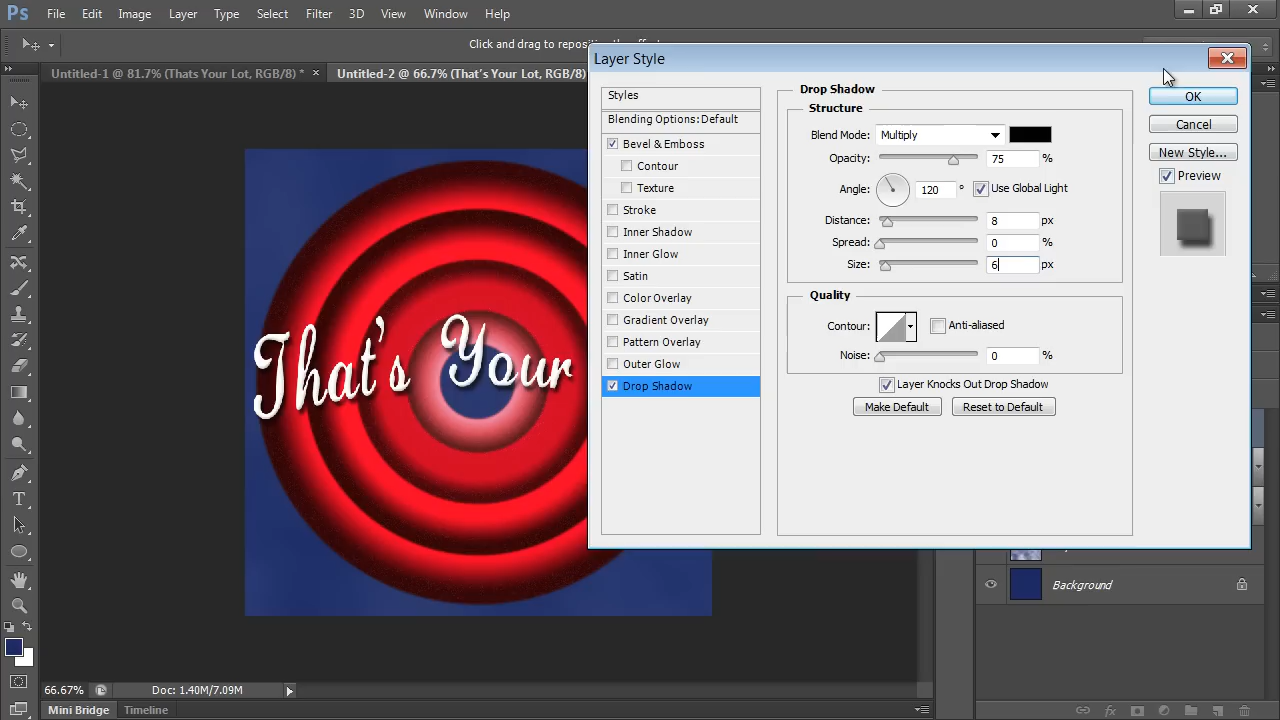 Ps File Edit Image Layer Type Select Filter 3D View Window Help
Click and drag to reposition the effect.
Untitled-1 @ 81.7% (Thats Your Lot, RGB/8) * × Untitled-2 @ 66.7% (That's Your Lot, RGB/8)
Layer Style
Styles
Blending Options: Default
Bevel & Emboss
Contour
Texture
Stroke
Inner Shadow
Inner Glow
Satin
Color Overlay
Gradient Overlay
Pattern Overlay
Outer Glow
Drop Shadow
Drop Shadow
Structure
Blend Mode: Multiply
Opacity: 75 %
Angle: 120 ° Use Global Light
Distance: 8 px
Spread: 0 %
Size: 6 px
Quality
Contour: Anti-aliased
Noise: 0 %
Layer Knocks Out Drop Shadow
Make Default Reset to Default
OK
Cancel
New Style...
Preview
That's Your
Background
66.67% Doc: 1.40M/7.09M
Mini Bridge Timeline